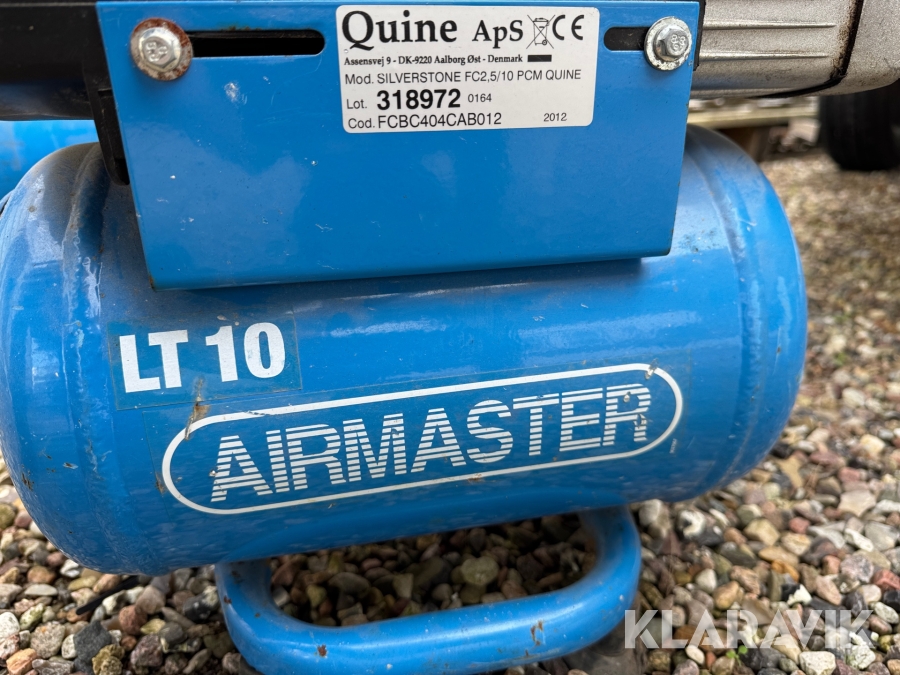 Quine ApS CE
Assensvej 9 - DK-9220 Aalborg Øst - Denmark
Mod. SILVERSTONE FC2,5/10 PCM QUINE
Lot. 318972 0164
Cod. FCBC404CAB012 2012
LT 10
AIRMASTER
KLARAVIK